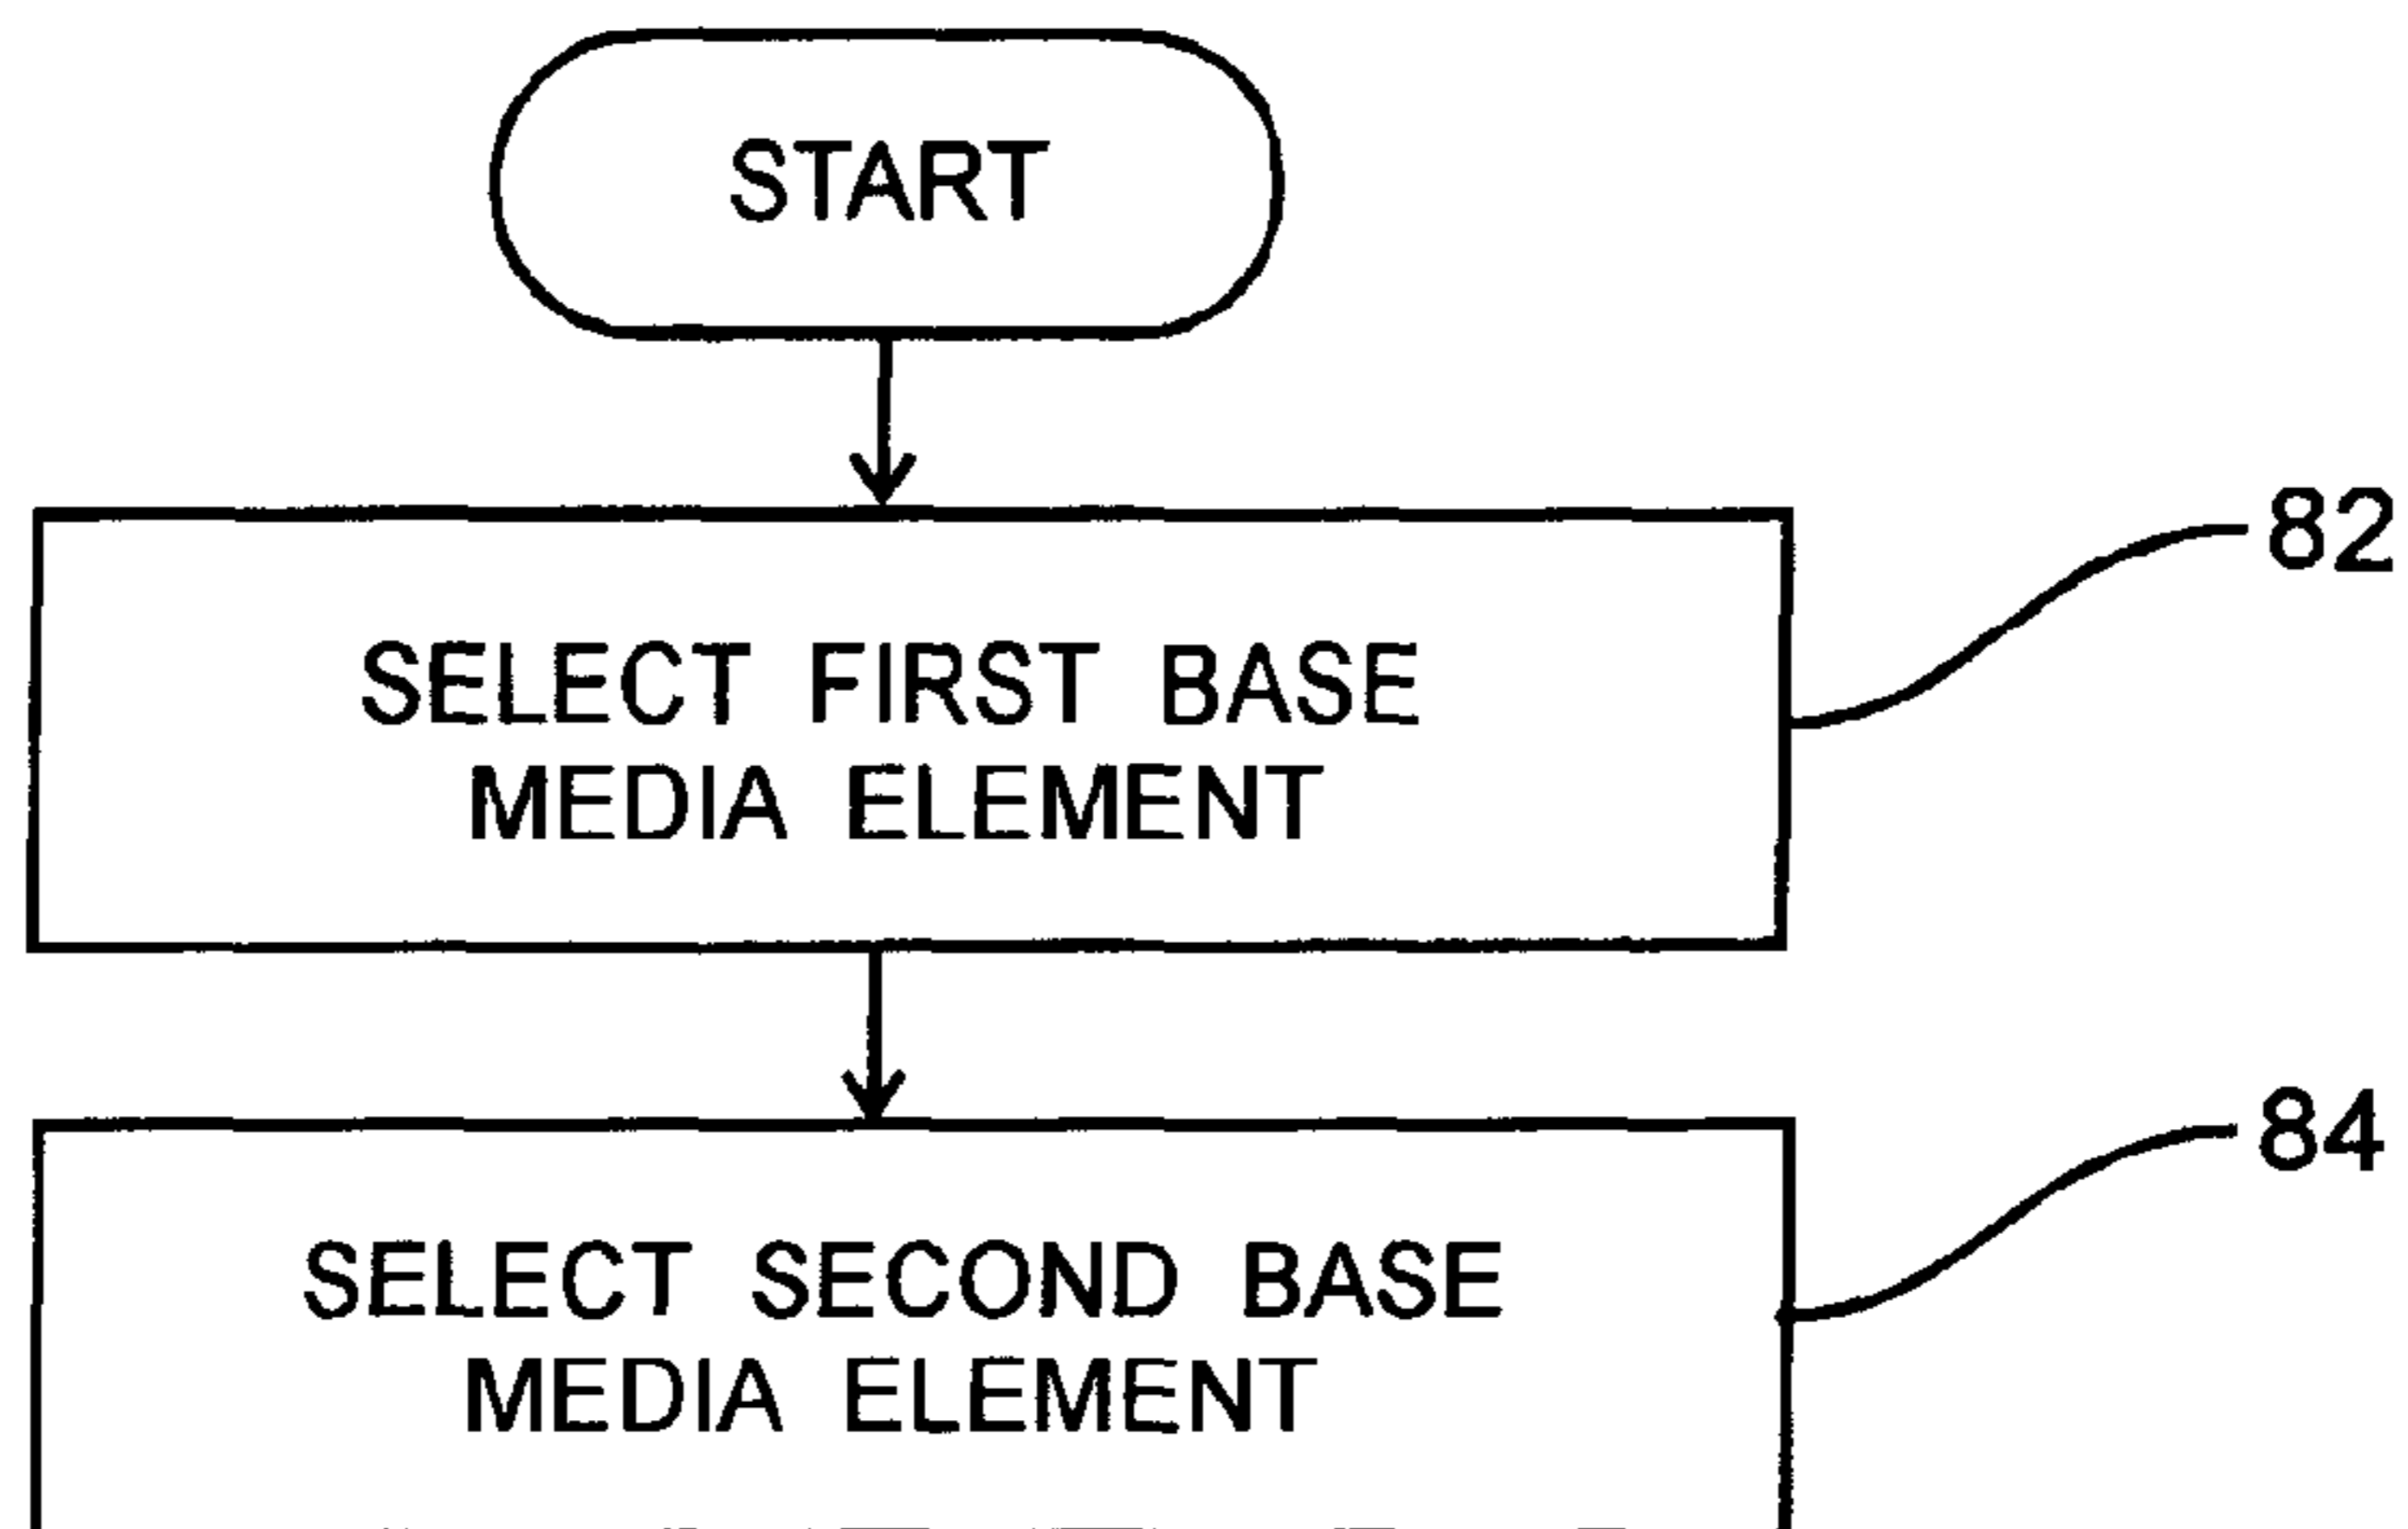 START
82
SELECT FIRST BASE
MEDIA ELEMENT
84
SELECT SECOND BASE
MEDIA ELEMENT